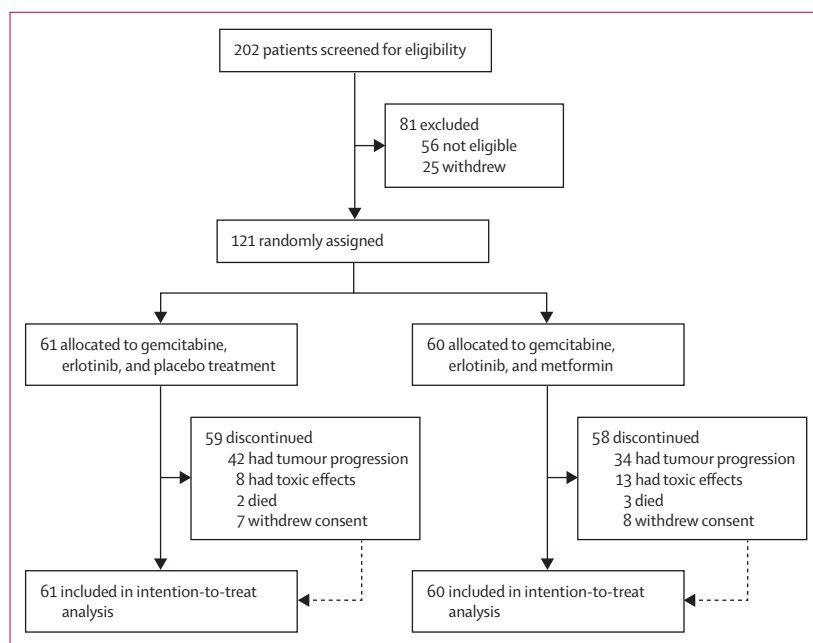 202 patients screened for eligibility
81 excluded
56 not eligible
25 withdrew
121 randomly assigned
61 allocated to gemcitabine,
erlotinib, and placebo treatment
60 allocated to gemcitabine,
erlotinib, and metformin
59 discontinued
42 had tumour progression
8 had toxic effects
2 died
7 withdrew consent
58 discontinued
34 had tumour progression
13 had toxic effects
3 died
8 withdrew consent
61 included in intention-to-treat
analysis
60 included in intention-to-treat
analysis